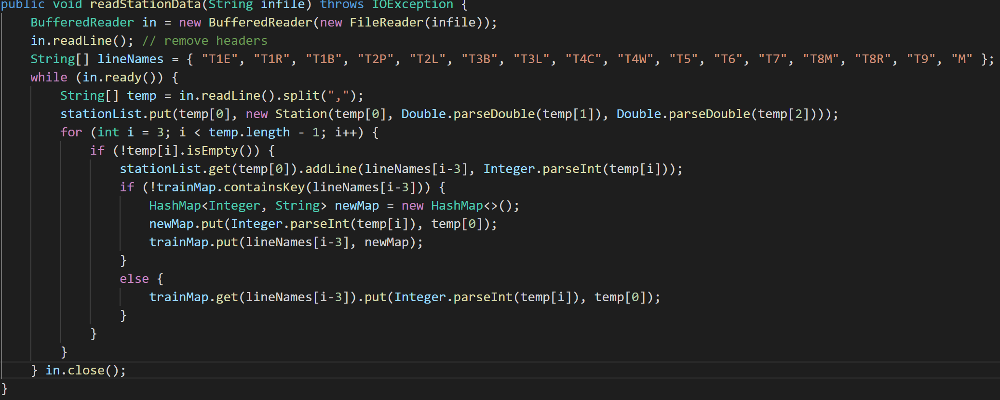 public void readStationData(String infile) throws IOException {
BufferedReader in = new BufferedReader(new FileReader(infile));
in.readLine(); // remove headers
String[] lineNames = { "T1E", "T1R", "T1B", "T2P", "T2L", "T3B", "T3L", "T4C", "T4W", "T5", "T6", "T7", "T8M", "T8R", "T9", "M" };
while (in.ready()) {
String[] temp = in.readLine().split(",");
stationList.put(temp[0], new Station(temp[0], Double.parseDouble(temp[1]), Double.parseDouble(temp[2])));
for (int i = 3; i < temp.length - 1; i++) {
if (!temp[i].isEmpty()) {
stationList.get(temp[0]).addLine(lineNames[i-3], Integer.parseInt(temp[i]));
if (!trainMap.containsKey(lineNames[i-3])) {
HashMap<Integer, String> newMap = new HashMap<>();
newMap.put(Integer.parseInt(temp[i]), temp[0]);
trainMap.put(lineNames[i-3], newMap);
}
else {
trainMap.get(lineNames[i-3]).put(Integer.parseInt(temp[i]), temp[0]);
}
}
}
} in.close();
}